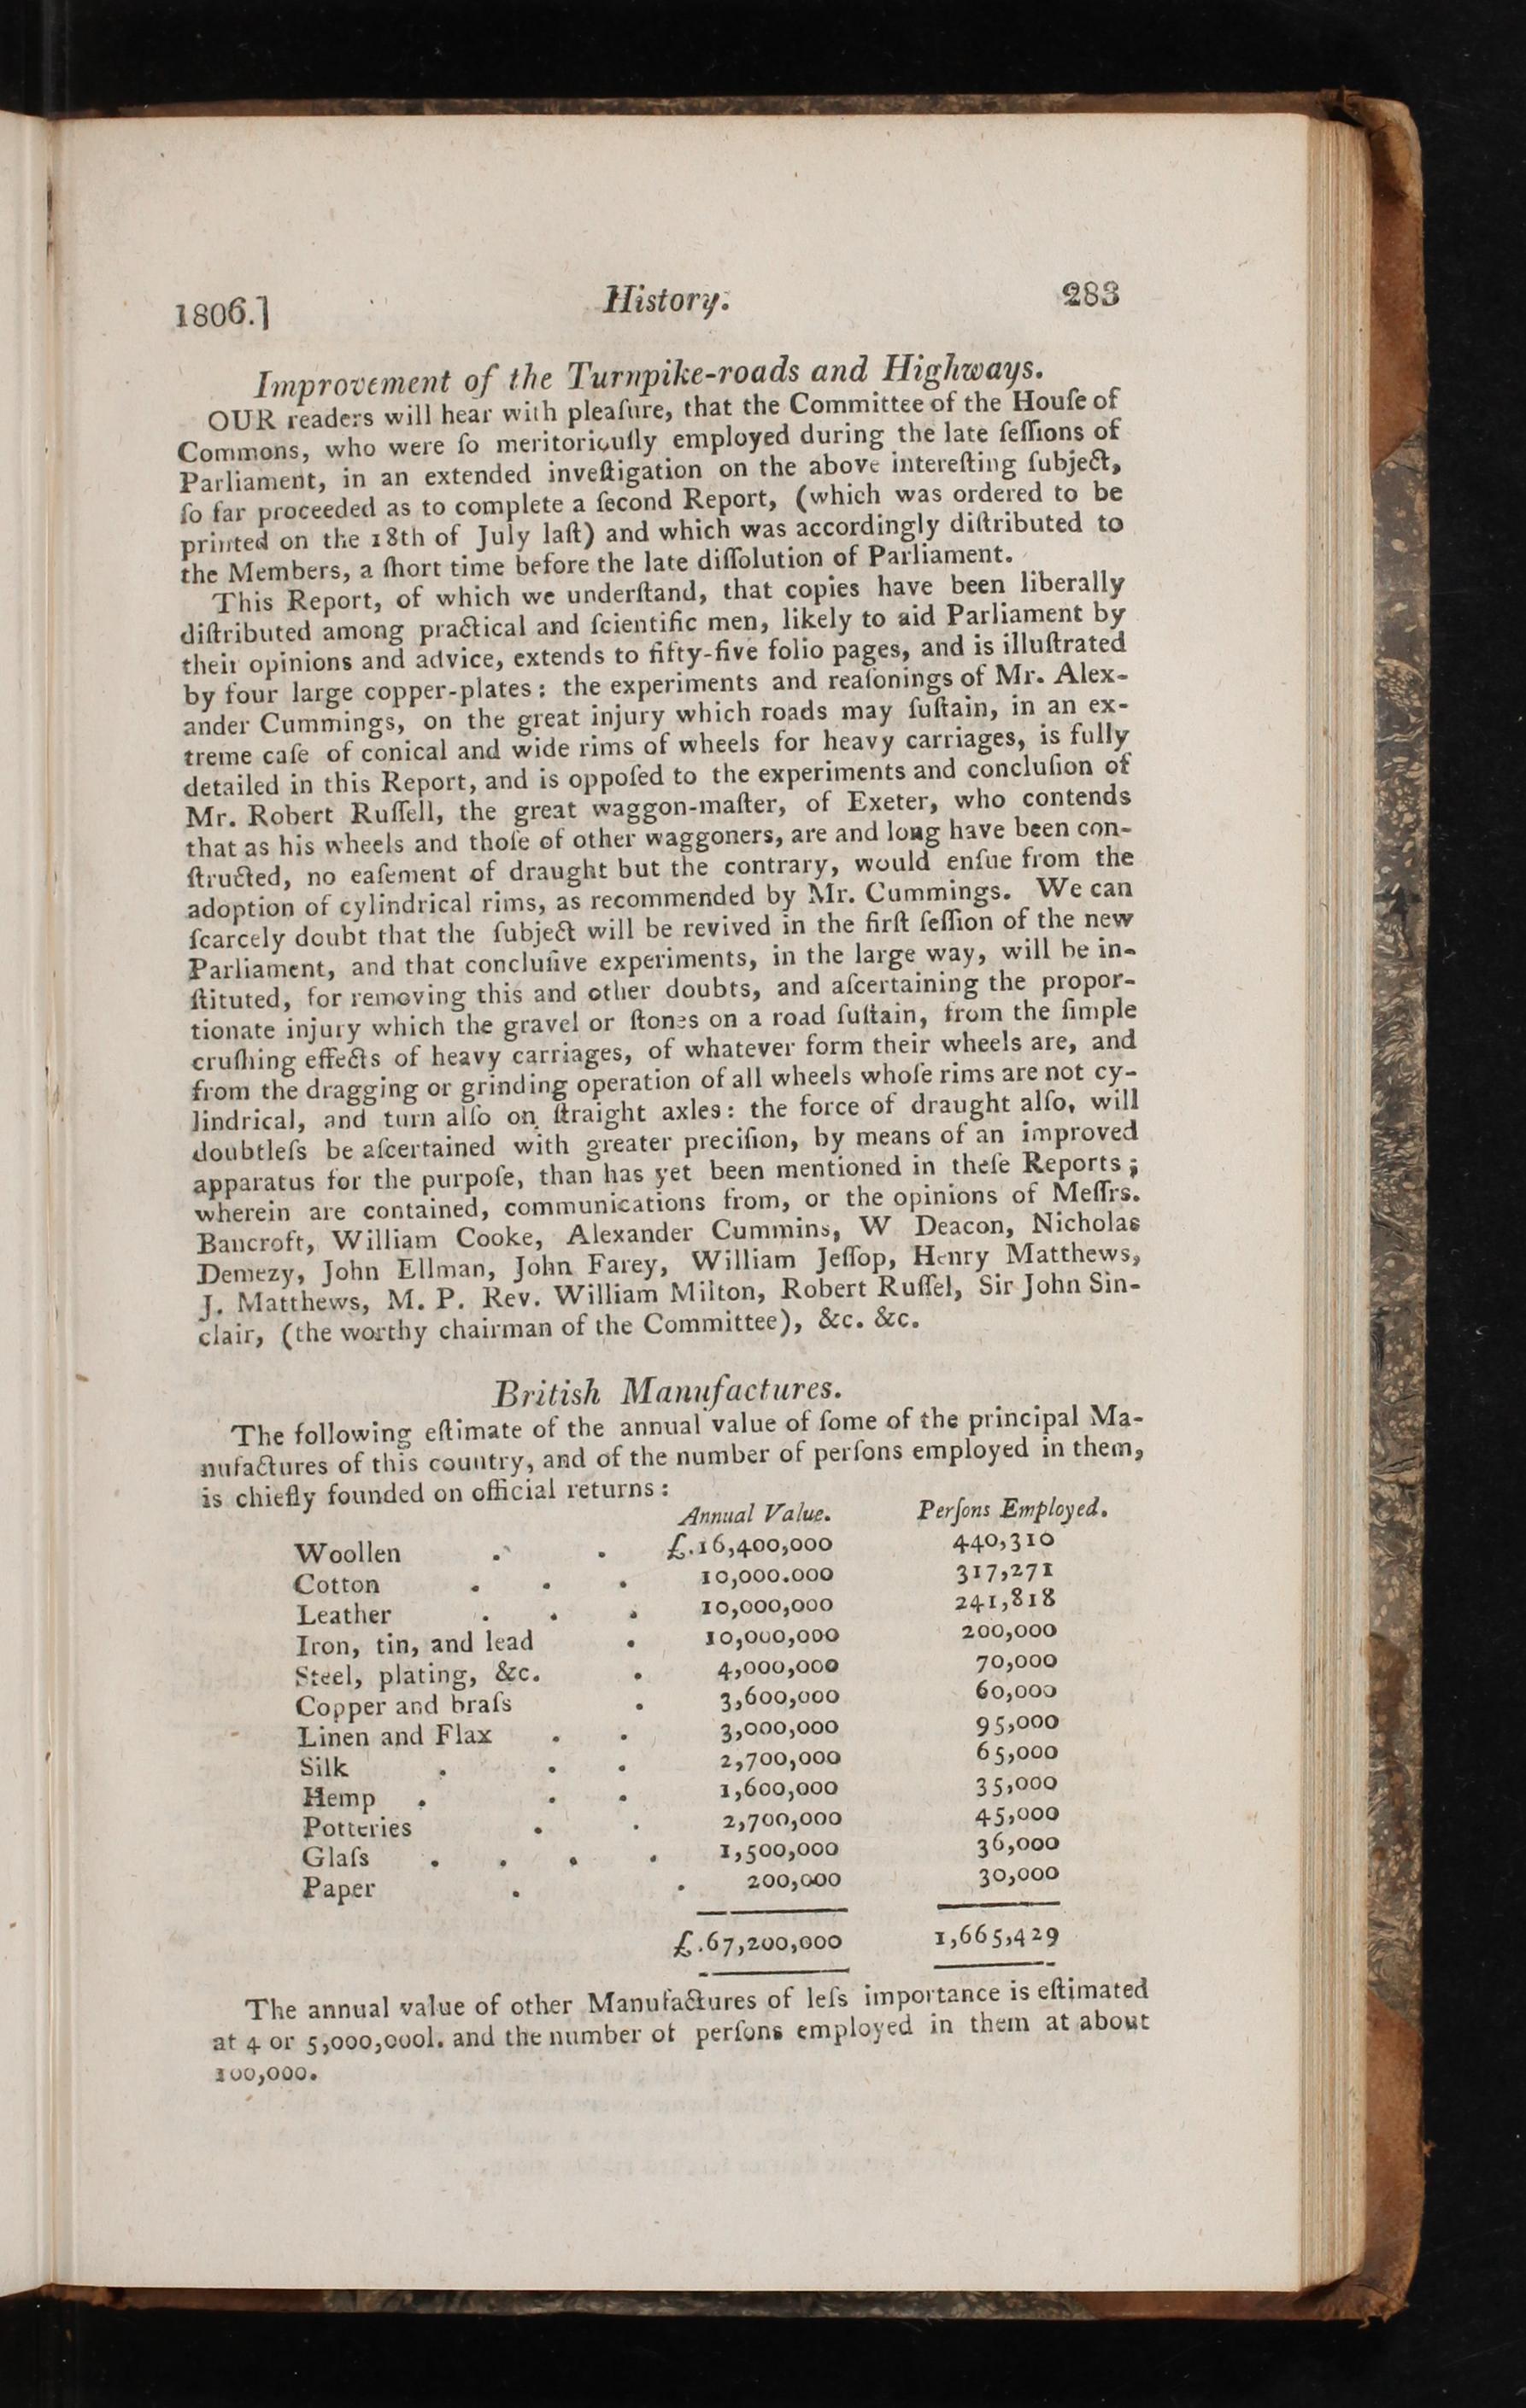 1806.] History. 283
Improvement of the Turnpike-roads and Highways.
OUR readers will hear with pleaſure, that the Committee of the Houſe of
Commons, who were ſo meritoriouſly employed during the late ſeſſions of
Parliament, in an extended inveſtigation on the above intereſting ſubject,
ſo far proceeded as to complete a ſecond Report, (which was ordered to be
printed on the 18th of July laſt) and which was accordingly diſtributed to
the Members, a ſhort time before the late diſſolution of Parliament.
This Report, of which we underſtand, that copies have been liberally
diſtributed among practical and ſcientific men, likely to aid Parliament by
their opinions and advice, extends to fifty-five folio pages, and is illuſtrated
by four large copper-plates: the experiments and reaſonings of Mr. Alex-
ander Cummings, on the great injury which roads may ſuſtain, in an ex-
treme caſe of conical and wide rims of wheels for heavy carriages, is fully
detailed in this Report, and is oppoſed to the experiments and concluſion of
Mr. Robert Ruſſell, the great waggon-maſter, of Exeter, who contends
that as his wheels and thoſe of other waggoners, are and long have been con-
ſtructed, no eaſement of draught but the contrary, would enſue from the
adoption of cylindrical rims, as recommended by Mr. Cummings. We can
ſcarcely doubt that the ſubject will be revived in the firſt ſeſſion of the new
Parliament, and that concluſive experiments, in the large way, will be in-
ſtituted, for removing this and other doubts, and aſcertaining the propor-
tionate injury which the gravel or ſtones on a road ſuſtain, from the ſimple
cruſhing effects of heavy carriages, of whatever form their wheels are, and
from the dragging or grinding operation of all wheels whoſe rims are not cy-
lindrical, and turn alſo on ſtraight axles: the force of draught alſo, will
doubtleſs be aſcertained with greater preciſion, by means of an improved
apparatus for the purpoſe, than has yet been mentioned in theſe Reports;
wherein are contained, communications from, or the opinions of Meſſrs.
Bancroft, William Cooke, Alexander Cummins, W Deacon, Nicholas
Demezy, John Ellman, John Farey, William Jeſſop, Henry Matthews,
J. Matthews, M. P. Rev. William Milton, Robert Ruſſel, Sir John Sin-
clair, (the worthy chairman of the Committee), &c. &c.
British Manufactures.
The following eſtimate of the annual value of ſome of the principal Ma-
nufactures of this country, and of the number of perſons employed in them,
is chiefly founded on official returns:
Annual Value. Perſons Employed.
Woollen . . £.16,400,000 440,310
Cotton . . . 10,000.000 317,271
Leather . . . 10,000,000 241,818
Iron, tin, and lead . 10,000,000 200,000
Steel, plating, &c. . 4,000,000 70,000
Copper and braſs . 3,600,000 60,000
Linen and Flax . . 3,000,000 95,000
Silk . . . 2,700,000 65,000
Hemp . . . 1,600,000 35,000
Potteries . . 2,700,000 45,000
Glaſs . . . . 1,500,000 36,000
Paper . . 200,000 30,000
£.67,200,000 1,665,429
The annual value of other Manufactures of leſs importance is eſtimated
at 4 or 5,000,000l. and the number of perſons employed in them at about
100,000.